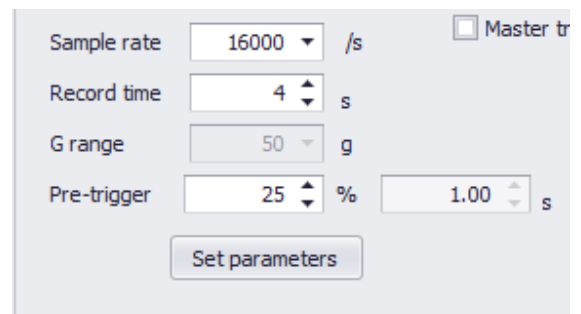 Sample rate 16000 /s Master tr
Record time 4 s
G range 50 g
Pre-trigger 25 % 1.00 s
Set parameters